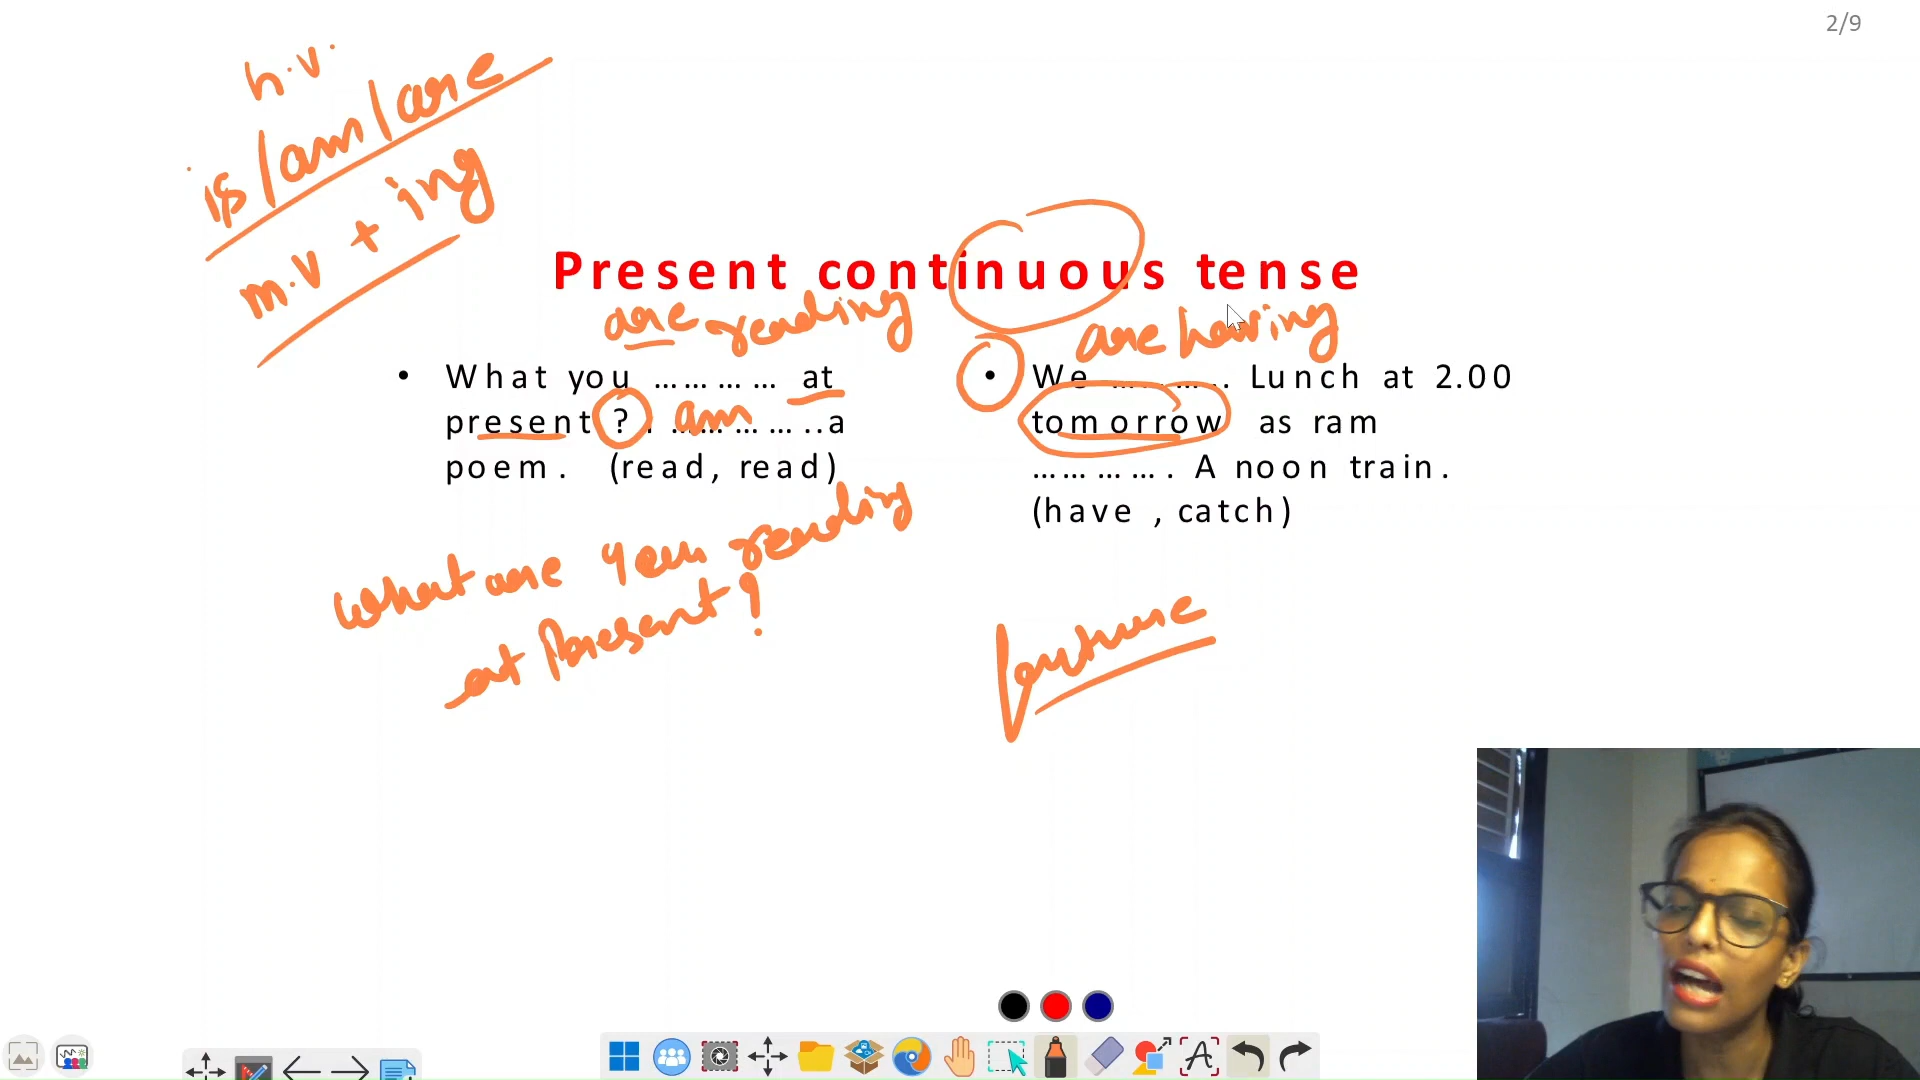 2/9
h.v.
is/am/are
m.v + ing
Present continuous tense
are reading
are having
• What you ………… at
present ? I ………….. a
am
poem. (read, read)
• We ………… Lunch at 2.00
tomorrow as ram
…………. A noon train.
(have , catch)
What are you reading
at Present?
future